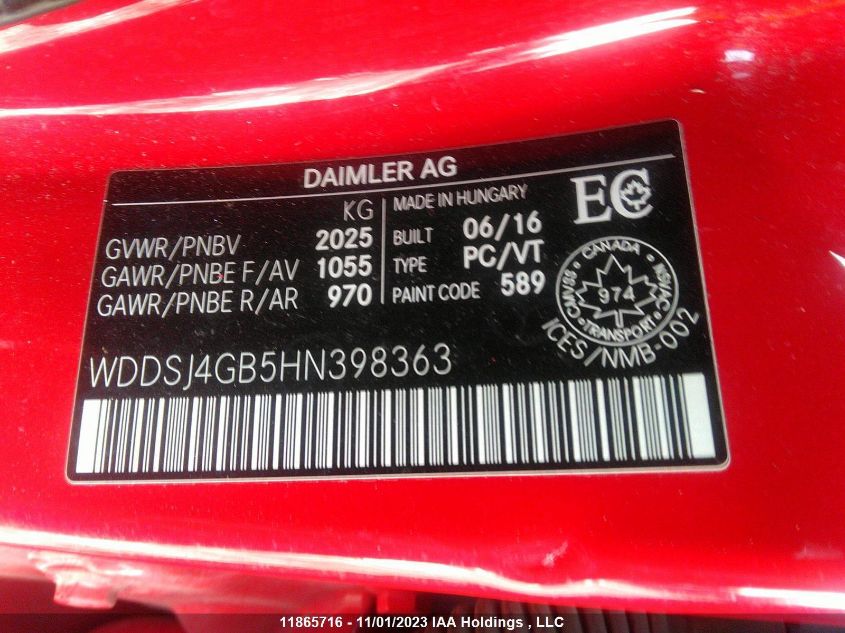 DAIMLER AG
KG
GVWR/PNBV 2025
GAWR/PNBE F/AV 1055
GAWR/PNBE R/AR 970
MADE IN HUNGARY
BUILT 06/16
TYPE PC/VT
PAINT CODE 589
EC
CANADA
CMVSS 974 NSVAC
TRANSPORT
ICES/NMB-002
WDDSJ4GB5HN398363
11865716 - 11/01/2023 IAA Holdings , LLC